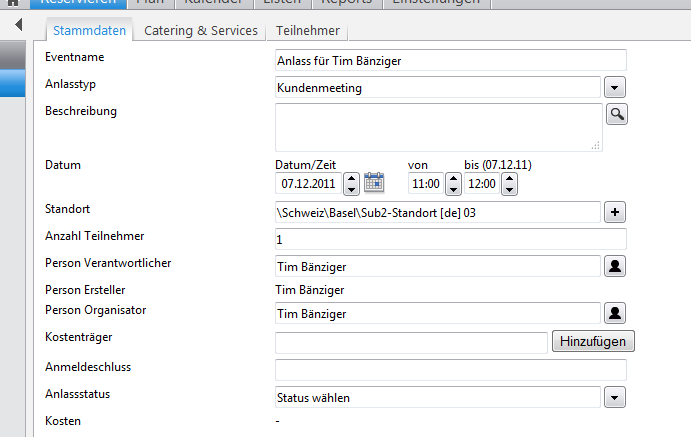 Reservieren Plan Kalender Listen Reports Einstellungen
Stammdaten Catering & Services Teilnehmer
Eventname Anlass für Tim Bänziger
Anlasstyp Kundenmeeting
Beschreibung
Datum Datum/Zeit von bis (07.12.11)
07.12.2011 11:00 12:00
Standort \Schweiz\Basel\Sub2-Standort [de] 03
Anzahl Teilnehmer 1
Person Verantwortlicher Tim Bänziger
Person Ersteller Tim Bänziger
Person Organisator Tim Bänziger
Kostenträger Hinzufügen
Anmeldeschluss
Anlassstatus Status wählen
Kosten -